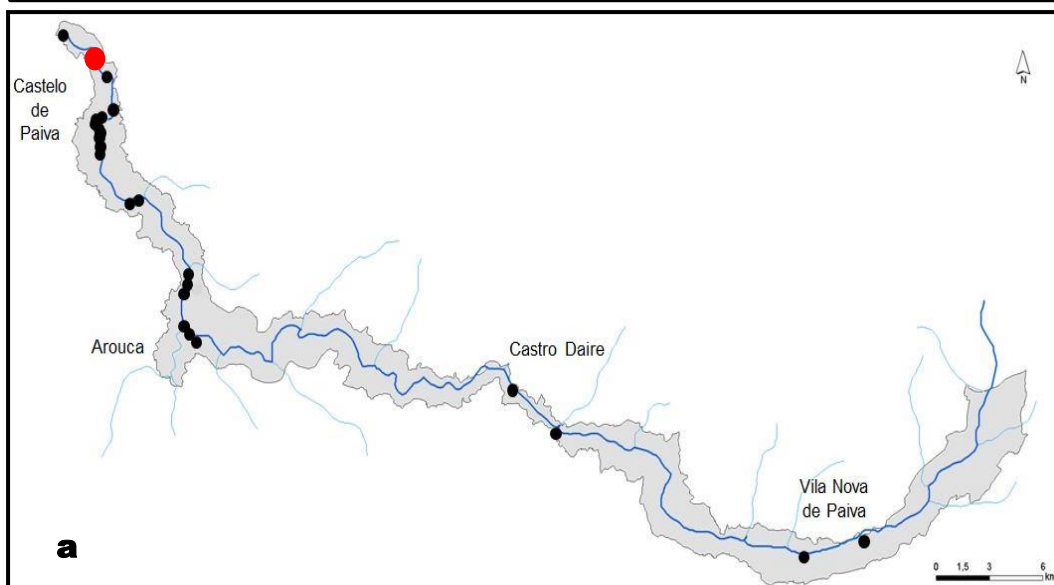 Castelo
de
Paiva
N
Arouca
Castro Daire
Vila Nova
de Paiva
a
0 1,5 3 6
km